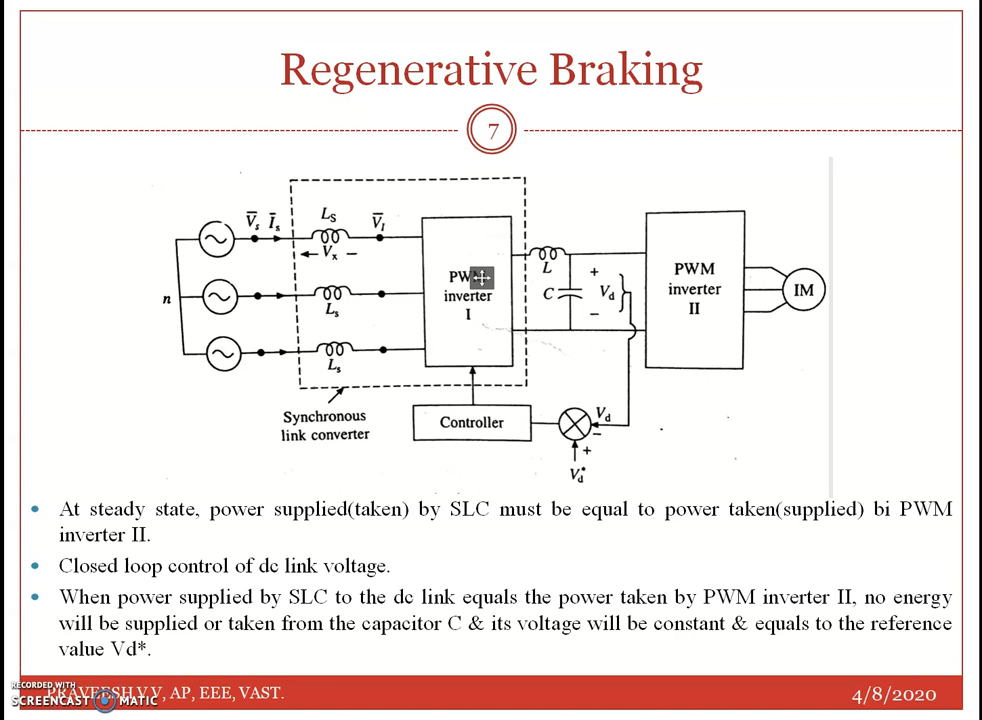 Regenerative Braking
7
V̄s Īs
LS
V̄I
Vx −
n
Ls
Ls
PWM
inverter
I
L
C
+
Vd
−
PWM
inverter
II
IM
Synchronous
link converter
Controller
Vd
−
+
Vd*
At steady state, power supplied(taken) by SLC must be equal to power taken(supplied) bi PWM
inverter II.
Closed loop control of dc link voltage.
When power supplied by SLC to the dc link equals the power taken by PWM inverter II, no energy
will be supplied or taken from the capacitor C & its voltage will be constant & equals to the reference
value Vd*.
RECORDED WITH
SCREENCAST MATIC
PRAVEESH V V, AP, EEE, VAST.
4/8/2020